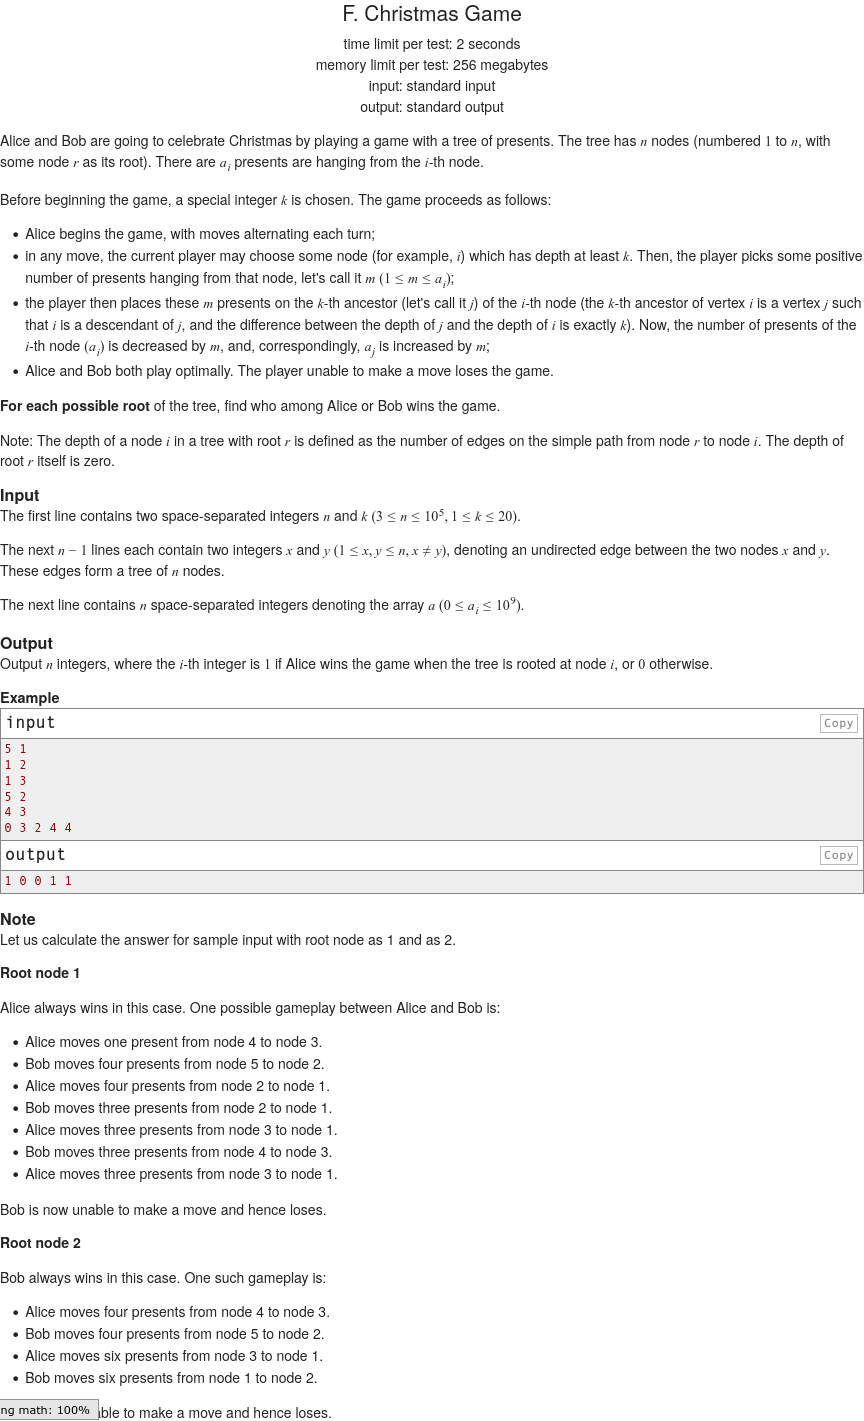 F. Christmas Game
time limit per test: 2 seconds
memory limit per test: 256 megabytes
input: standard input
output: standard output
Alice and Bob are going to celebrate Christmas by playing a game with a tree of presents. The tree has n nodes (numbered 1 to n, with
some node r as its root). There are a_i presents are hanging from the i-th node.
Before beginning the game, a special integer k is chosen. The game proceeds as follows:
• Alice begins the game, with moves alternating each turn;
• in any move, the current player may choose some node (for example, i) which has depth at least k. Then, the player picks some positive
number of presents hanging from that node, let's call it m (1 ≤ m ≤ a_i);
• the player then places these m presents on the k-th ancestor (let's call it j) of the i-th node (the k-th ancestor of vertex i is a vertex j such
that i is a descendant of j, and the difference between the depth of j and the depth of i is exactly k). Now, the number of presents of the
i-th node (a_i) is decreased by m, and, correspondingly, a_j is increased by m;
• Alice and Bob both play optimally. The player unable to make a move loses the game.
For each possible root of the tree, find who among Alice or Bob wins the game.
Note: The depth of a node i in a tree with root r is defined as the number of edges on the simple path from node r to node i. The depth of
root r itself is zero.
Input
The first line contains two space-separated integers n and k (3 ≤ n ≤ 10^5, 1 ≤ k ≤ 20).
The next n − 1 lines each contain two integers x and y (1 ≤ x, y ≤ n, x ≠ y), denoting an undirected edge between the two nodes x and y.
These edges form a tree of n nodes.
The next line contains n space-separated integers denoting the array a (0 ≤ a_i ≤ 10^9).
Output
Output n integers, where the i-th integer is 1 if Alice wins the game when the tree is rooted at node i, or 0 otherwise.
Example
input Copy
5 1
1 2
1 3
5 2
4 3
0 3 2 4 4
output Copy
1 0 0 1 1
Note
Let us calculate the answer for sample input with root node as 1 and as 2.
Root node 1
Alice always wins in this case. One possible gameplay between Alice and Bob is:
• Alice moves one present from node 4 to node 3.
• Bob moves four presents from node 5 to node 2.
• Alice moves four presents from node 2 to node 1.
• Bob moves three presents from node 2 to node 1.
• Alice moves three presents from node 3 to node 1.
• Bob moves three presents from node 4 to node 3.
• Alice moves three presents from node 3 to node 1.
Bob is now unable to make a move and hence loses.
Root node 2
Bob always wins in this case. One such gameplay is:
• Alice moves four presents from node 4 to node 3.
• Bob moves four presents from node 5 to node 2.
• Alice moves six presents from node 3 to node 1.
• Bob moves six presents from node 1 to node 2.
ng math: 100% able to make a move and hence loses.